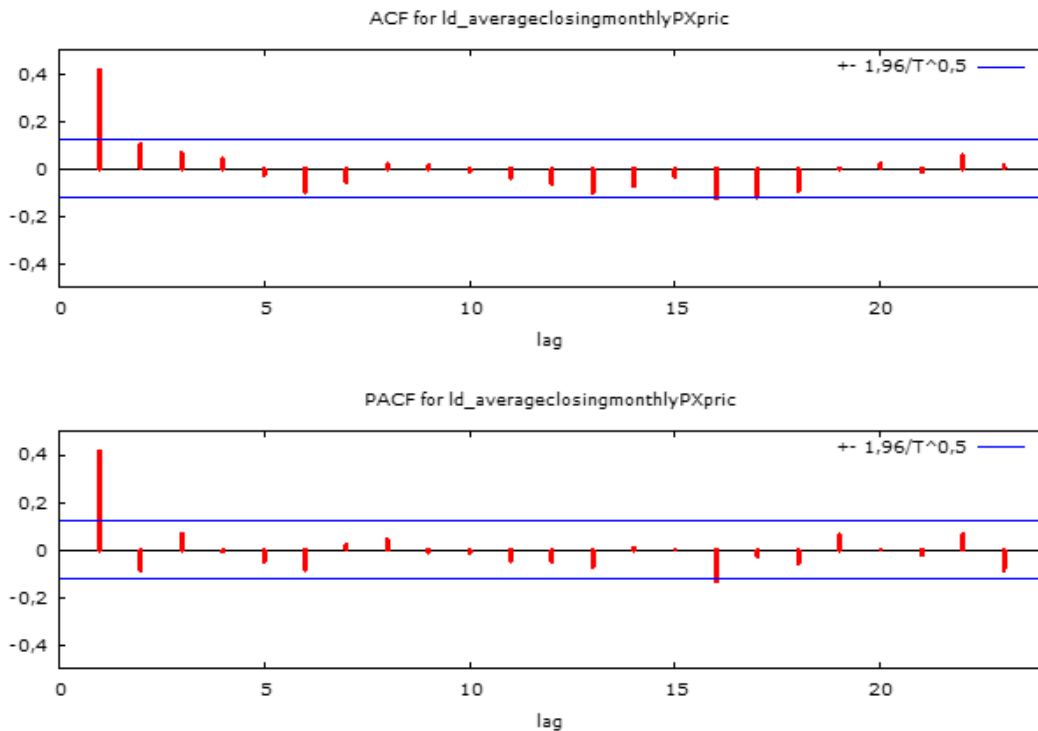 ACF for ld_averageclosingmonthlyPXpric
+- 1,96/T^0,5
0,4
0,2
0
-0,2
-0,4
0 5 10 15 20
lag
PACF for ld_averageclosingmonthlyPXpric
+- 1,96/T^0,5
0,4
0,2
0
-0,2
-0,4
0 5 10 15 20
lag